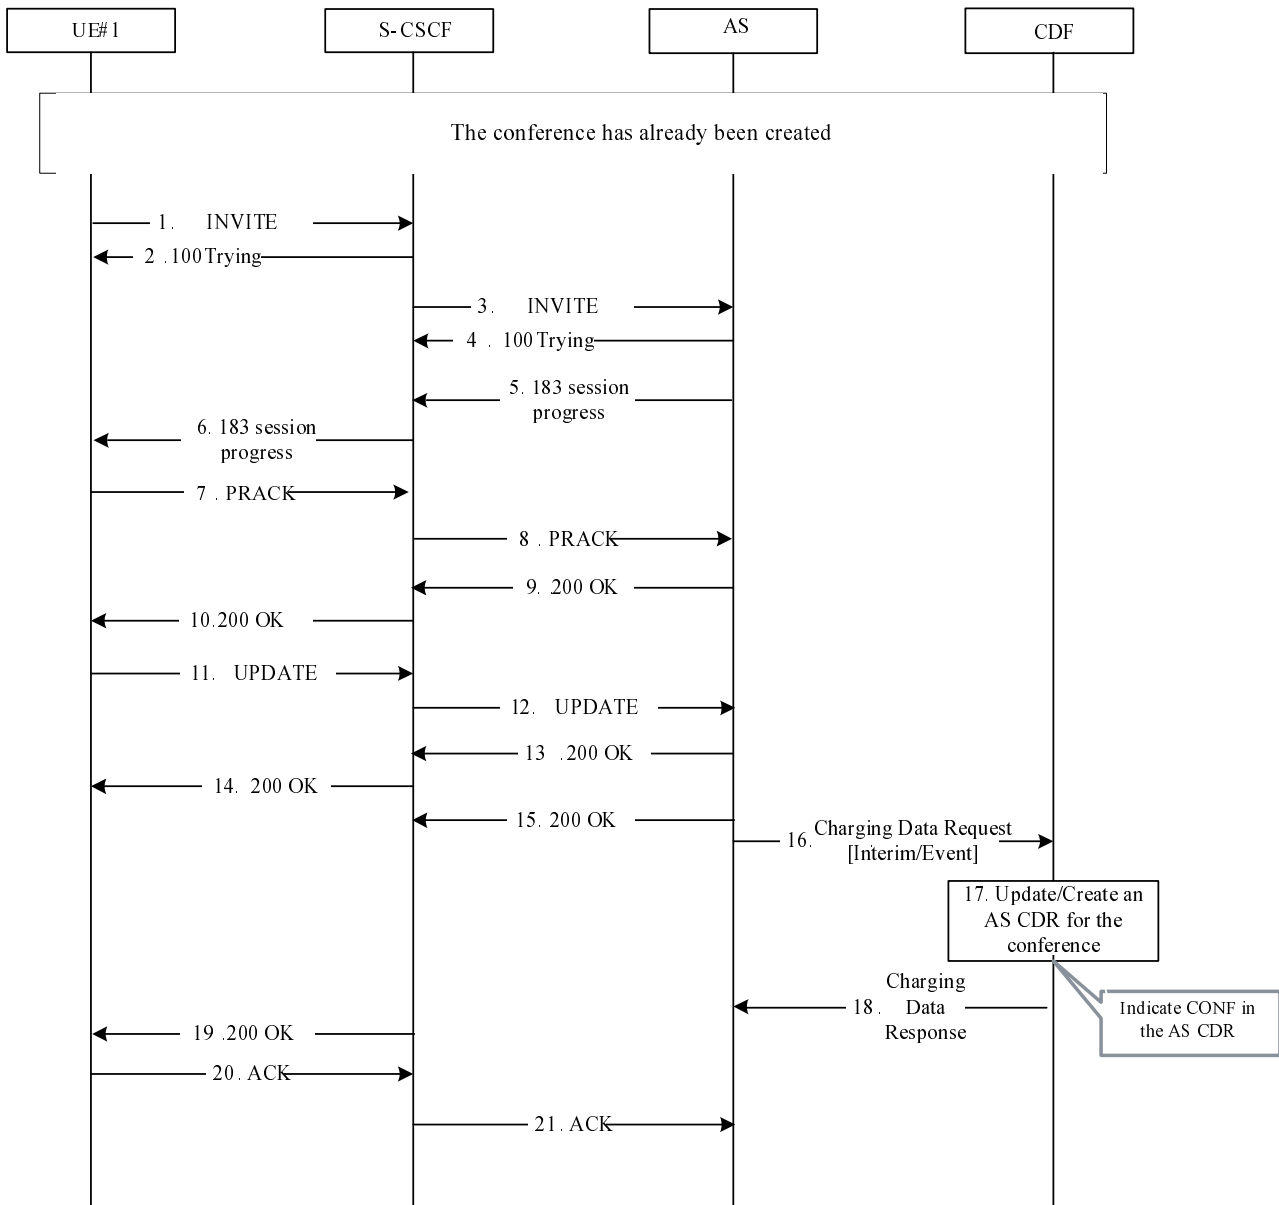 UE#1
S-CSCF
AS
CDF
The conference has already been created
1. INVITE
2 .100 Trying
3. INVITE
4 . 100 Trying
5. 183 session
progress
6. 183 session
progress
7 . PRACK
8 . PRACK
9. .200 OK
10.200 OK
11. UPDATE
12. UPDATE
13 .200 OK
14. 200 OK
15. 200 OK
16. Charging Data Request
[Interim/Event]
17. Update/Create an
AS CDR for the
conference
Charging
18. Data
Response
Indicate CONF in
the AS CDR
19 .200 OK
20. ACK
21. ACK